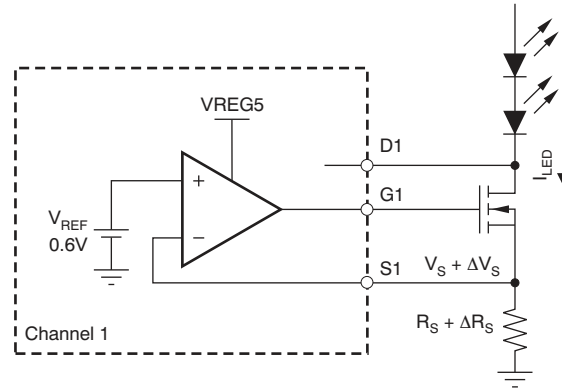 VREG5
D1
+
V_REF
0.6V
G1
I_LED
−
S1
V_S + ΔV_S
R_S + ΔR_S
Channel 1